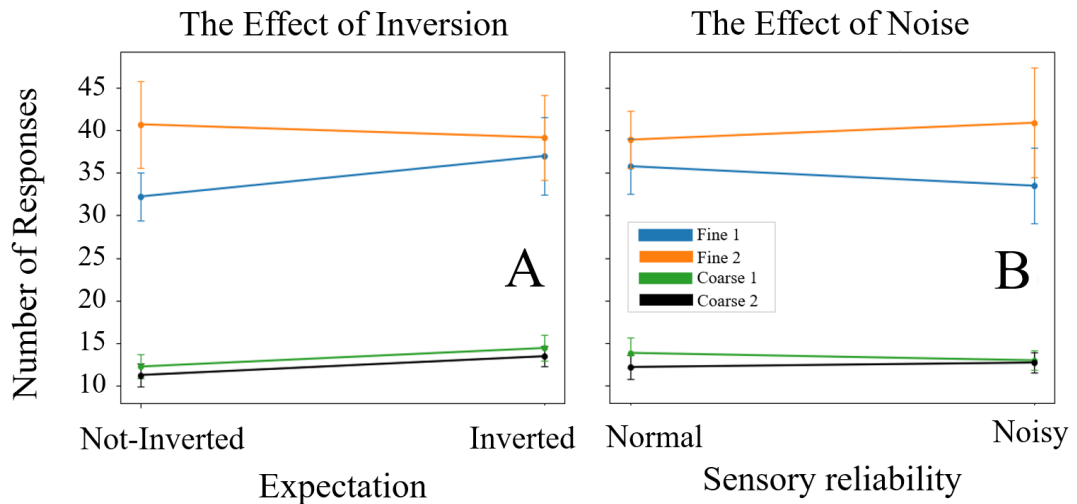 The Effect of Inversion
The Effect of Noise
Number of Responses
45
40
35
30
25
20
15
10
A
B
Fine 1
Fine 2
Coarse 1
Coarse 2
Not-Inverted
Inverted
Normal
Noisy
Expectation
Sensory reliability